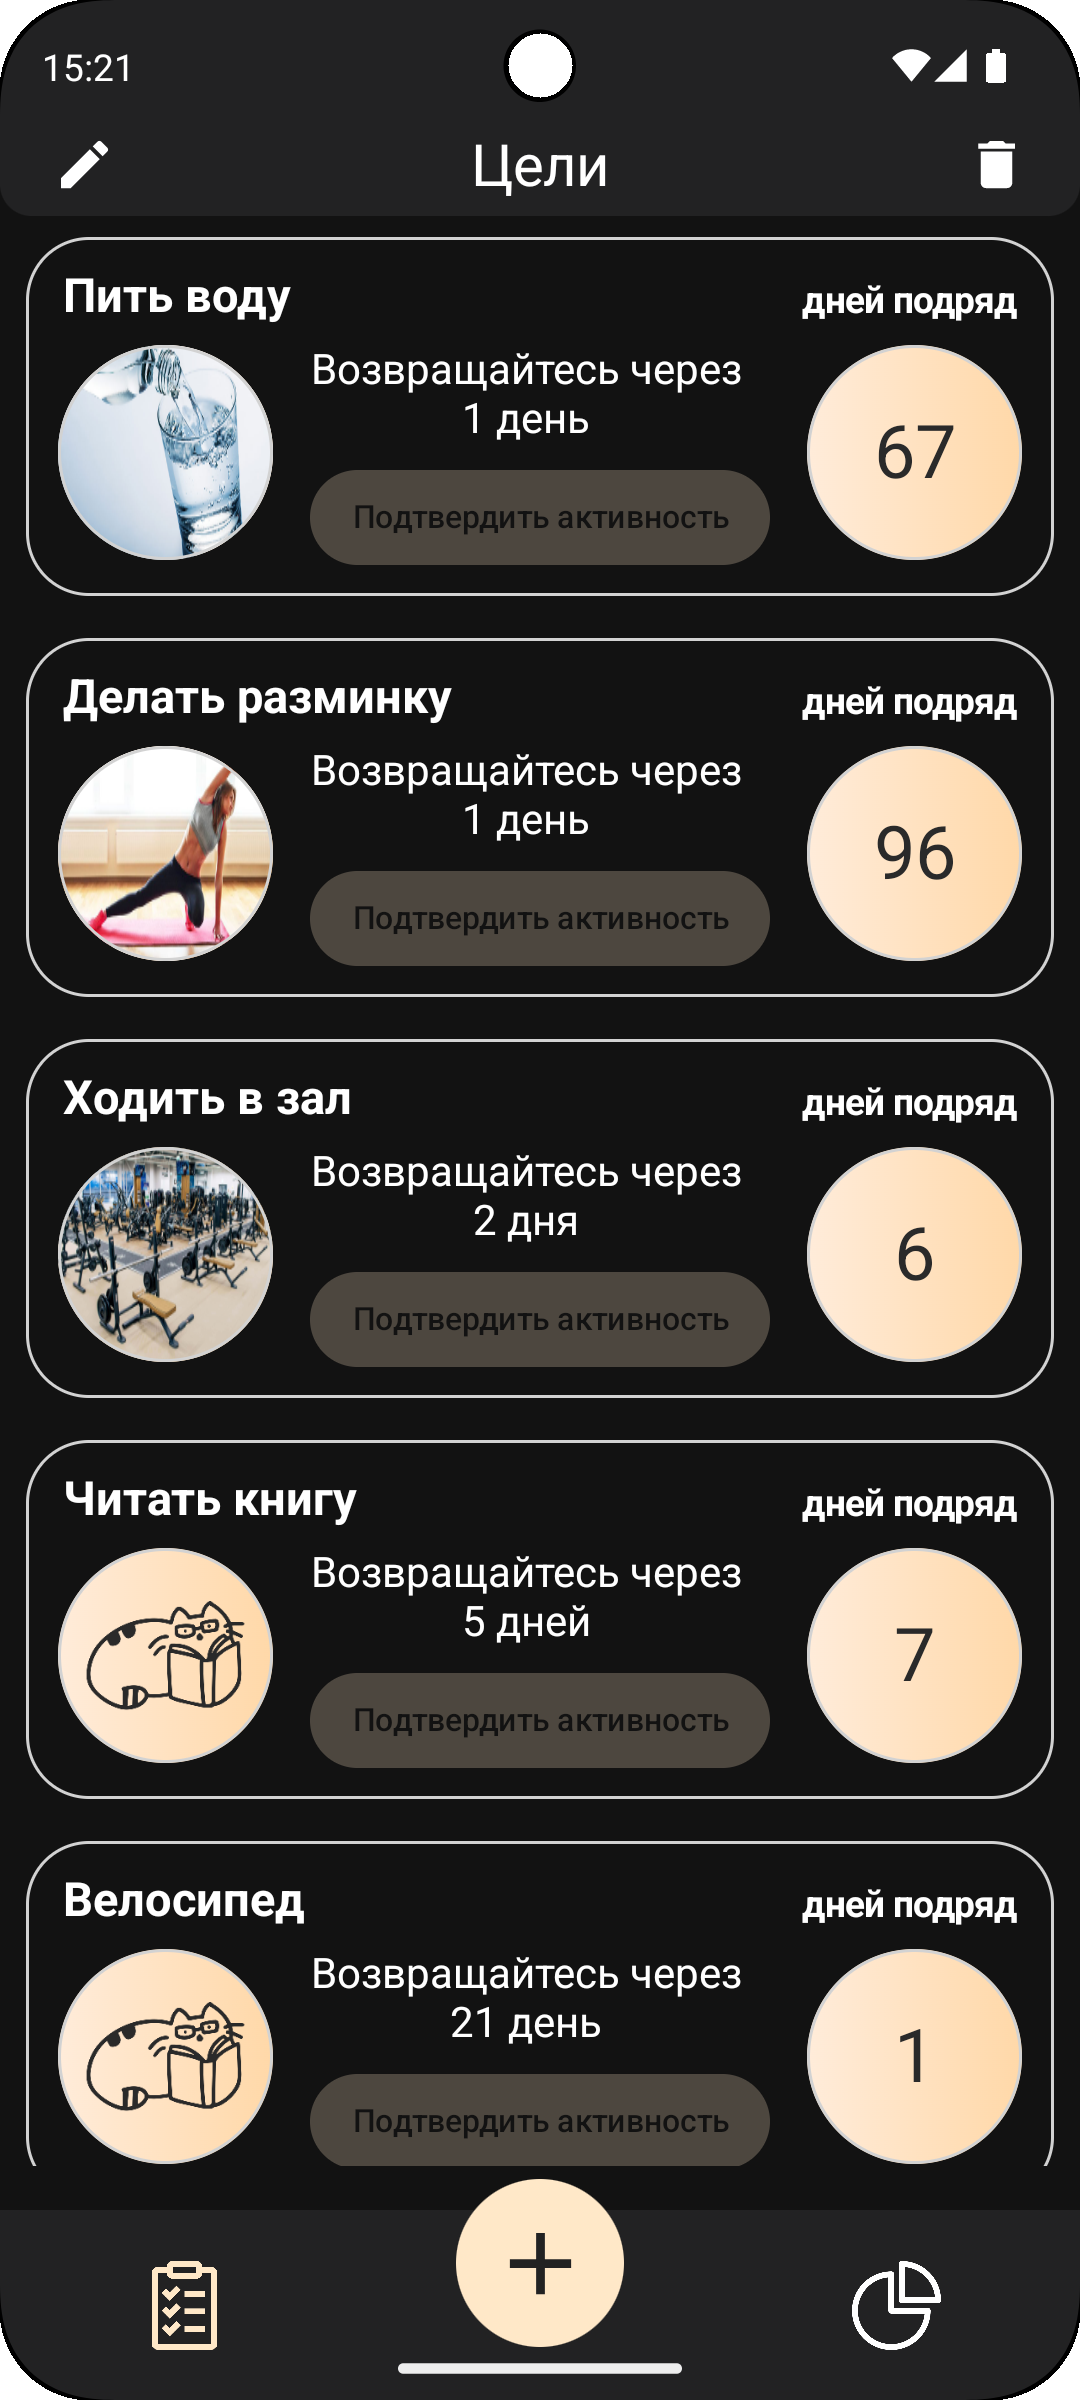 15:21
Цели
Пить воду
дней подряд
Возвращайтесь через
1 день
67
Подтвердить активность
Делать разминку
дней подряд
Возвращайтесь через
1 день
96
Подтвердить активность
Ходить в зал
дней подряд
Возвращайтесь через
2 дня
6
Подтвердить активность
Читать книгу
дней подряд
Возвращайтесь через
5 дней
7
Подтвердить активность
Велосипед
дней подряд
Возвращайтесь через
21 день
1
Подтвердить активность